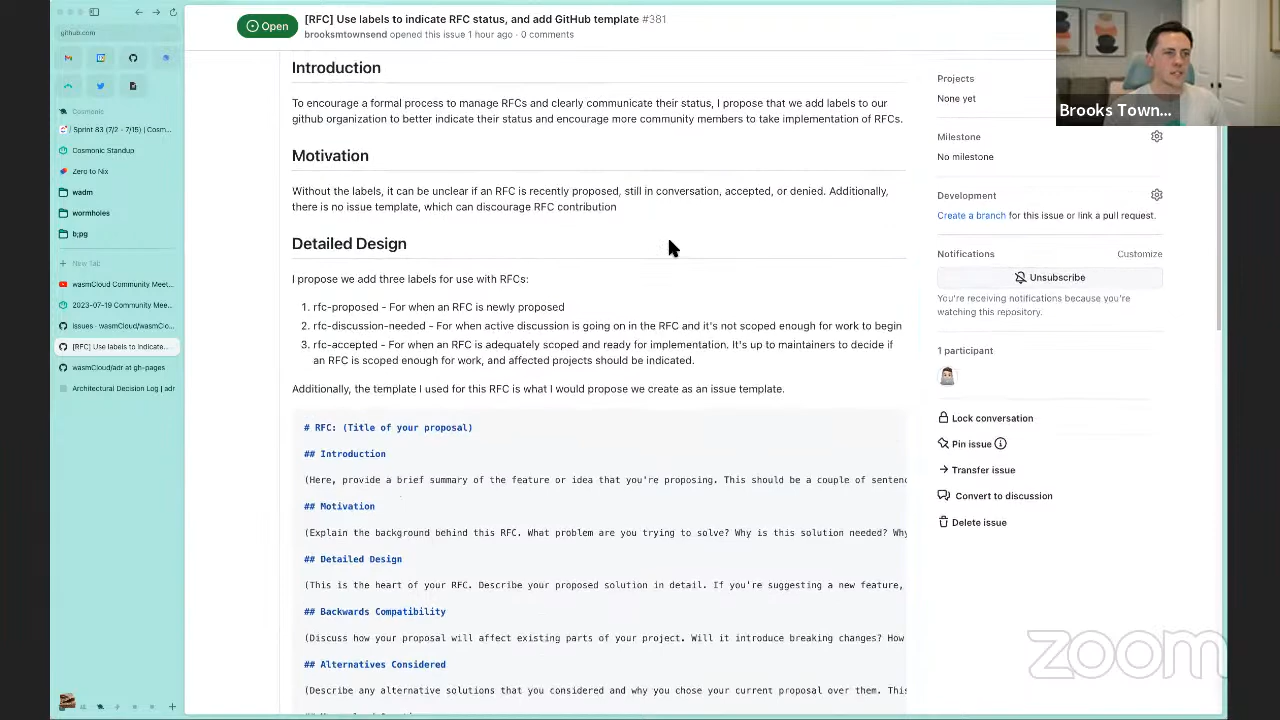 github.com
Cosmonic
Sprint 83 (7/2 - 7/15) | Cosm...
Cosmonic Standup
Zero to Nix
wadm
wormholes
b;pg
+ New Tab
wasmCloud Community Meet...
2023-07-19 Community Mee...
Issues · wasmCloud/wasmClo...
[RFC] Use labels to indicate...
wasmCloud/adr at gh-pages
Architectural Decision Log | adr
Open
[RFC] Use labels to indicate RFC status, and add GitHub template #381
brooksmtownsend opened this issue 1 hour ago · 0 comments
Introduction
To encourage a formal process to manage RFCs and clearly communicate their status, I propose that we add labels to our
github organization to better indicate their status and encourage more community members to take implementation of RFCs.
Motivation
Without the labels, it can be unclear if an RFC is recently proposed, still in conversation, accepted, or denied. Additionally,
there is no issue template, which can discourage RFC contribution
Detailed Design
I propose we add three labels for use with RFCs:
1. rfc-proposed - For when an RFC is newly proposed
2. rfc-discussion-needed - For when active discussion is going on in the RFC and it's not scoped enough for work to begin
3. rfc-accepted - For when an RFC is adequately scoped and ready for implementation. It's up to maintainers to decide if
an RFC is scoped enough for work, and affected projects should be indicated.
Additionally, the template I used for this RFC is what I would propose we create as an issue template.
# RFC: (Title of your proposal)
## Introduction
(Here, provide a brief summary of the feature or idea that you're proposing. This should be a couple of sentenc
## Motivation
(Explain the background behind this RFC. What problem are you trying to solve? Why is this solution needed? Why
## Detailed Design
(This is the heart of your RFC. Describe your proposed solution in detail. If you're suggesting a new feature,
## Backwards Compatibility
(Discuss how your proposal will affect existing parts of your project. Will it introduce breaking changes? How
## Alternatives Considered
(Describe any alternative solutions that you considered and why you chose your current proposal over them. This
Projects
None yet
Milestone
No milestone
Development
Create a branch for this issue or link a pull request.
Notifications
Customize
Unsubscribe
You're receiving notifications because you're
watching this repository.
1 participant
Lock conversation
Pin issue
Transfer issue
Convert to discussion
Delete issue
Brooks Town...
zoom